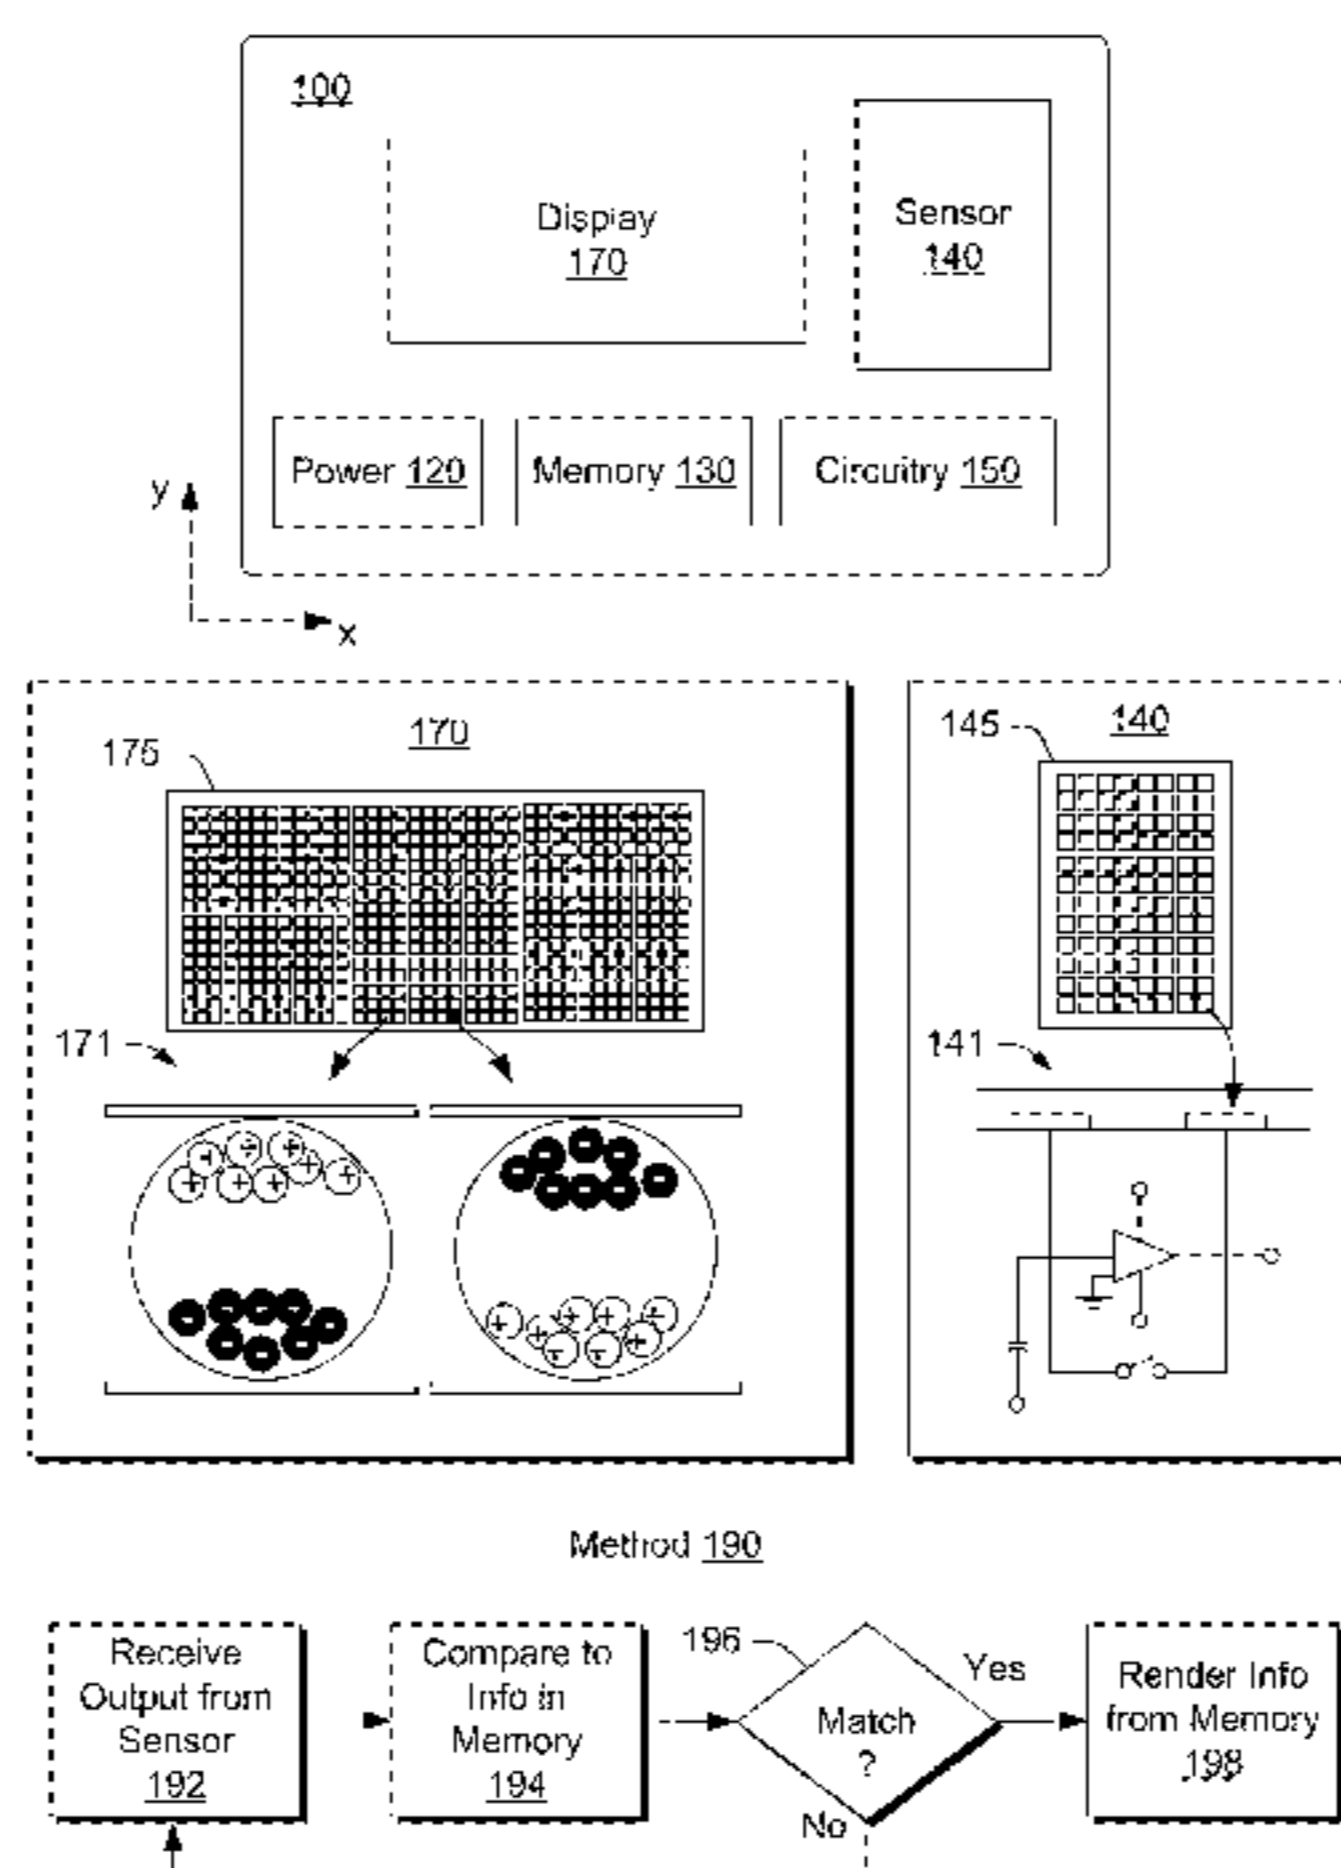 100
Display
170
Sensor
140
Power 120
Memory 130
Circuitry 150
y
x
170
175
171
140
145
141
Method 190
Receive
Output from
Sensor
192
Compare to
Info in
Memory
194
196
Match
?
Yes
No
Render Info
from Memory
198